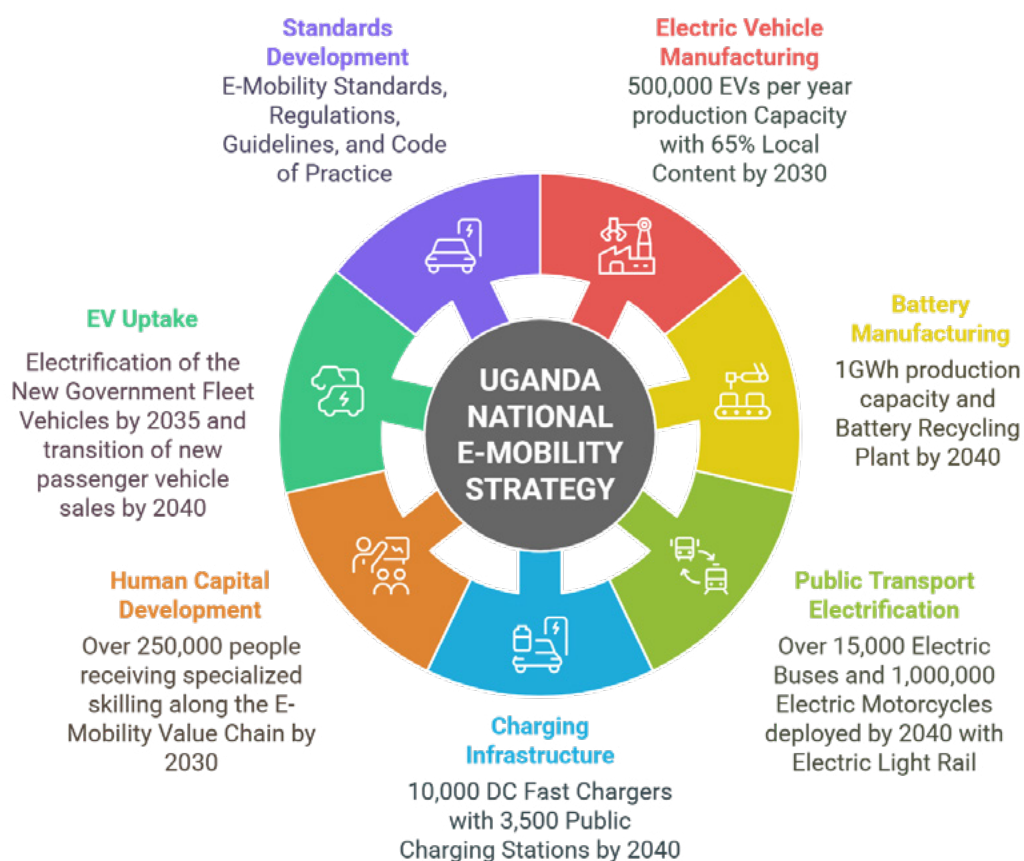 Standards
Development
E-Mobility Standards,
Regulations,
Guidelines, and Code
of Practice
Electric Vehicle
Manufacturing
500,000 EVs per year
production Capacity
with 65% Local
Content by 2030
Battery
Manufacturing
1GWh production
capacity and
Battery Recycling
Plant by 2040
Public Transport
Electrification
Over 15,000 Electric
Buses and 1,000,000
Electric Motorcycles
deployed by 2040 with
Electric Light Rail
Charging
Infrastructure
10,000 DC Fast Chargers
with 3,500 Public
Charging Stations by 2040
Human Capital
Development
Over 250,000 people
receiving specialized
skilling along the E-
Mobility Value Chain by
2030
EV Uptake
Electrification of the
New Government Fleet
Vehicles by 2035 and
transition of new
passenger vehicle
sales by 2040
UGANDA
NATIONAL
E-MOBILITY
STRATEGY